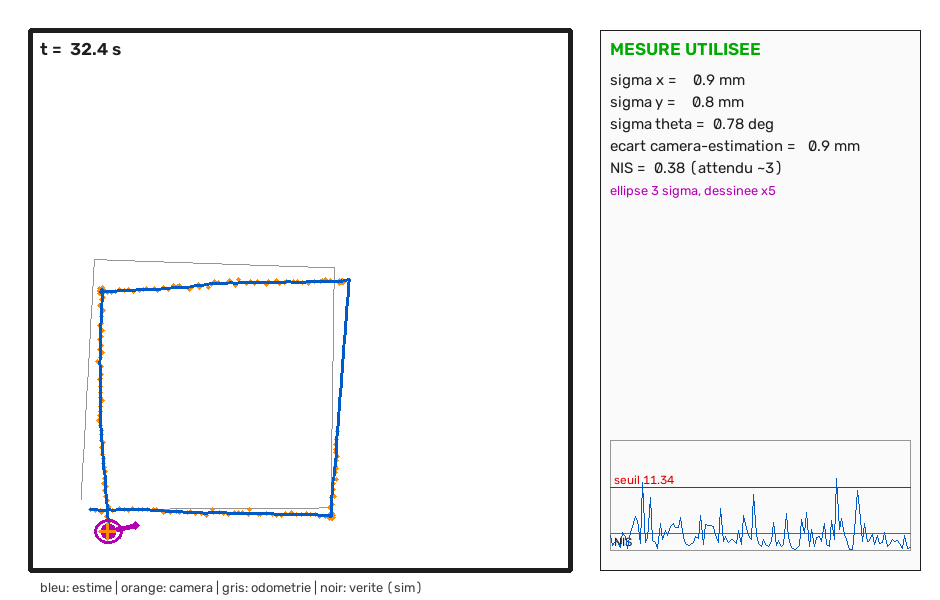 t = 32.4 s
MESURE UTILISEE
sigma x = 0.9 mm
sigma y = 0.8 mm
sigma theta = 0.78 deg
ecart camera-estimation = 0.9 mm
NIS = 0.38 (attendu ~3)
ellipse 3 sigma, dessinee x5
seuil 11.34
NIS
bleu: estime | orange: camera | gris: odometrie | noir: verite (sim)